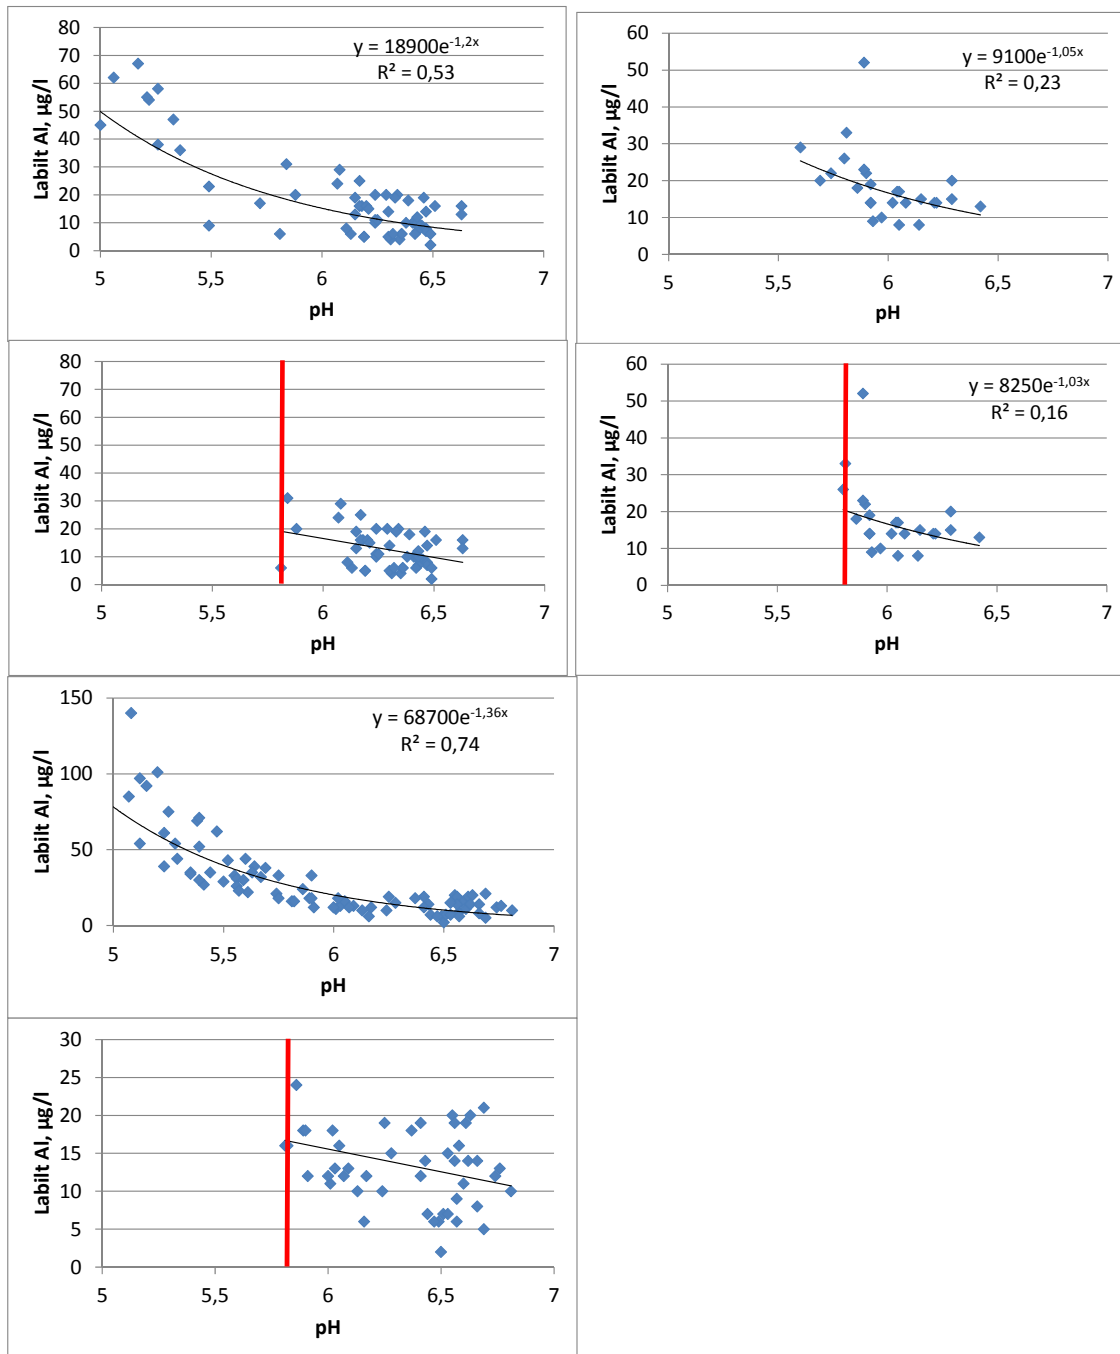 80
70
60
50
40
30
20
10
0
Labilt Al, µg/l
y = 18900e^-1,2x
R² = 0,53
5 5,5 6 6,5 7
pH
60
50
40
30
20
10
0
Labilt Al, µg/l
y = 9100e^-1,05x
R² = 0,23
5 5,5 6 6,5 7
pH
80
70
60
50
40
30
20
10
0
Labilt Al, µg/l
5 5,5 6 6,5 7
pH
60
50
40
30
20
10
0
Labilt Al, µg/l
y = 8250e^-1,03x
R² = 0,16
5 5,5 6 6,5 7
pH
150
100
50
0
Labilt Al, µg/l
y = 68700e^-1,36x
R² = 0,74
5 5,5 6 6,5 7
pH
30
25
20
15
10
5
0
Labilt Al, µg/l
5 5,5 6 6,5 7
pH